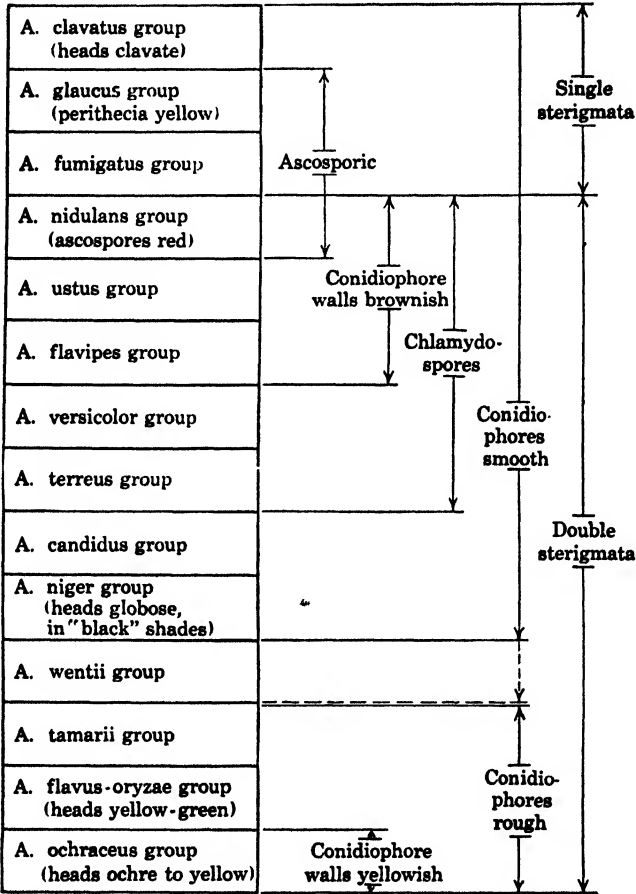 A. clavatus group
(heads clavate)
A. glaucus group
(perithecia yellow)
A. fumigatus group
A. nidulans group
(ascospores red)
A. ustus group
A. flavipes group
A. versicolor group
A. terreus group
A. candidus group
A. niger group
(heads globose,
in "black" shades)
A. wentii group
A. tamarii group
A. flavus-oryzae group
(heads yellow-green)
A. ochraceus group
(heads ochre to yellow)
Ascosporic
Conidiophore
walls brownish
Chlamydo-
spores
Conidio-
phores
smooth
Single
sterigmata
Double
sterigmata
Conidio-
phores
rough
Conidiophore
walls yellowish